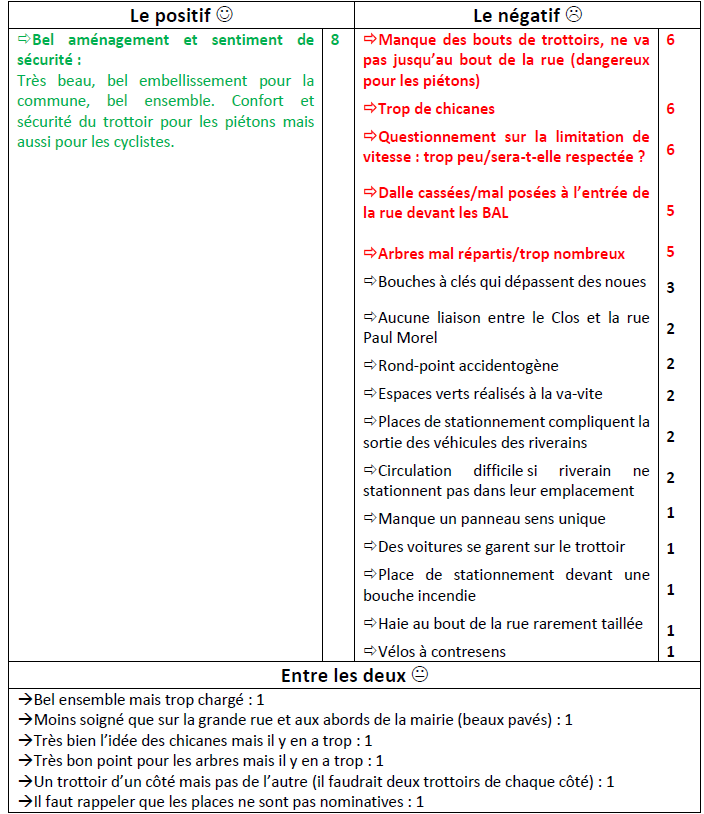 Le positif ☺
⇨Bel aménagement et sentiment de
sécurité :
8
Très beau, bel embellissement pour la
commune, bel ensemble. Confort et
sécurité du trottoir pour les piétons mais
aussi pour les cyclistes.
Le négatif ☹
⇨Manque des bouts de trottoirs, ne va
pas jusqu’au bout de la rue (dangereux
pour les piétons)
6
⇨Trop de chicanes
6
⇨Questionnement sur la limitation de
vitesse : trop peu/sera-t-elle respectée ?
6
⇨Dalle cassées/mal posées à l’entrée de
la rue devant les BAL
5
⇨Arbres mal répartis/trop nombreux
5
⇨Bouches à clés qui dépassent des noues
3
⇨Aucune liaison entre le Clos et la rue
Paul Morel
2
⇨Rond-point accidentogène
2
⇨Espaces verts réalisés à la va-vite
2
⇨Places de stationnement compliquent la
sortie des véhicules des riverains
2
⇨Circulation difficile si riverain ne
stationnent pas dans leur emplacement
2
⇨Manque un panneau sens unique
1
⇨Des voitures se garent sur le trottoir
1
⇨Place de stationnement devant une
bouche incendie
1
⇨Haie au bout de la rue rarement taillée
1
⇨Vélos à contresens
1
Entre les deux 😐
→Bel ensemble mais trop chargé : 1
→Moins soigné que sur la grande rue et aux abords de la mairie (beaux pavés) : 1
→Très bien l’idée des chicanes mais il y en a trop : 1
→Très bon point pour les arbres mais il y en a trop : 1
→Un trottoir d’un côté mais pas de l’autre (il faudrait deux trottoirs de chaque côté) : 1
→Il faut rappeler que les places ne sont pas nominatives : 1